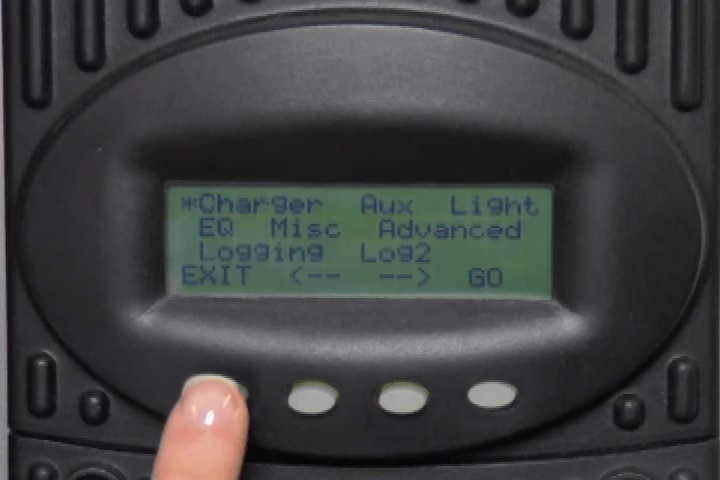 *Charger Aux Light
EQ Misc Advanced
Logging Log2
EXIT <-- --> GO